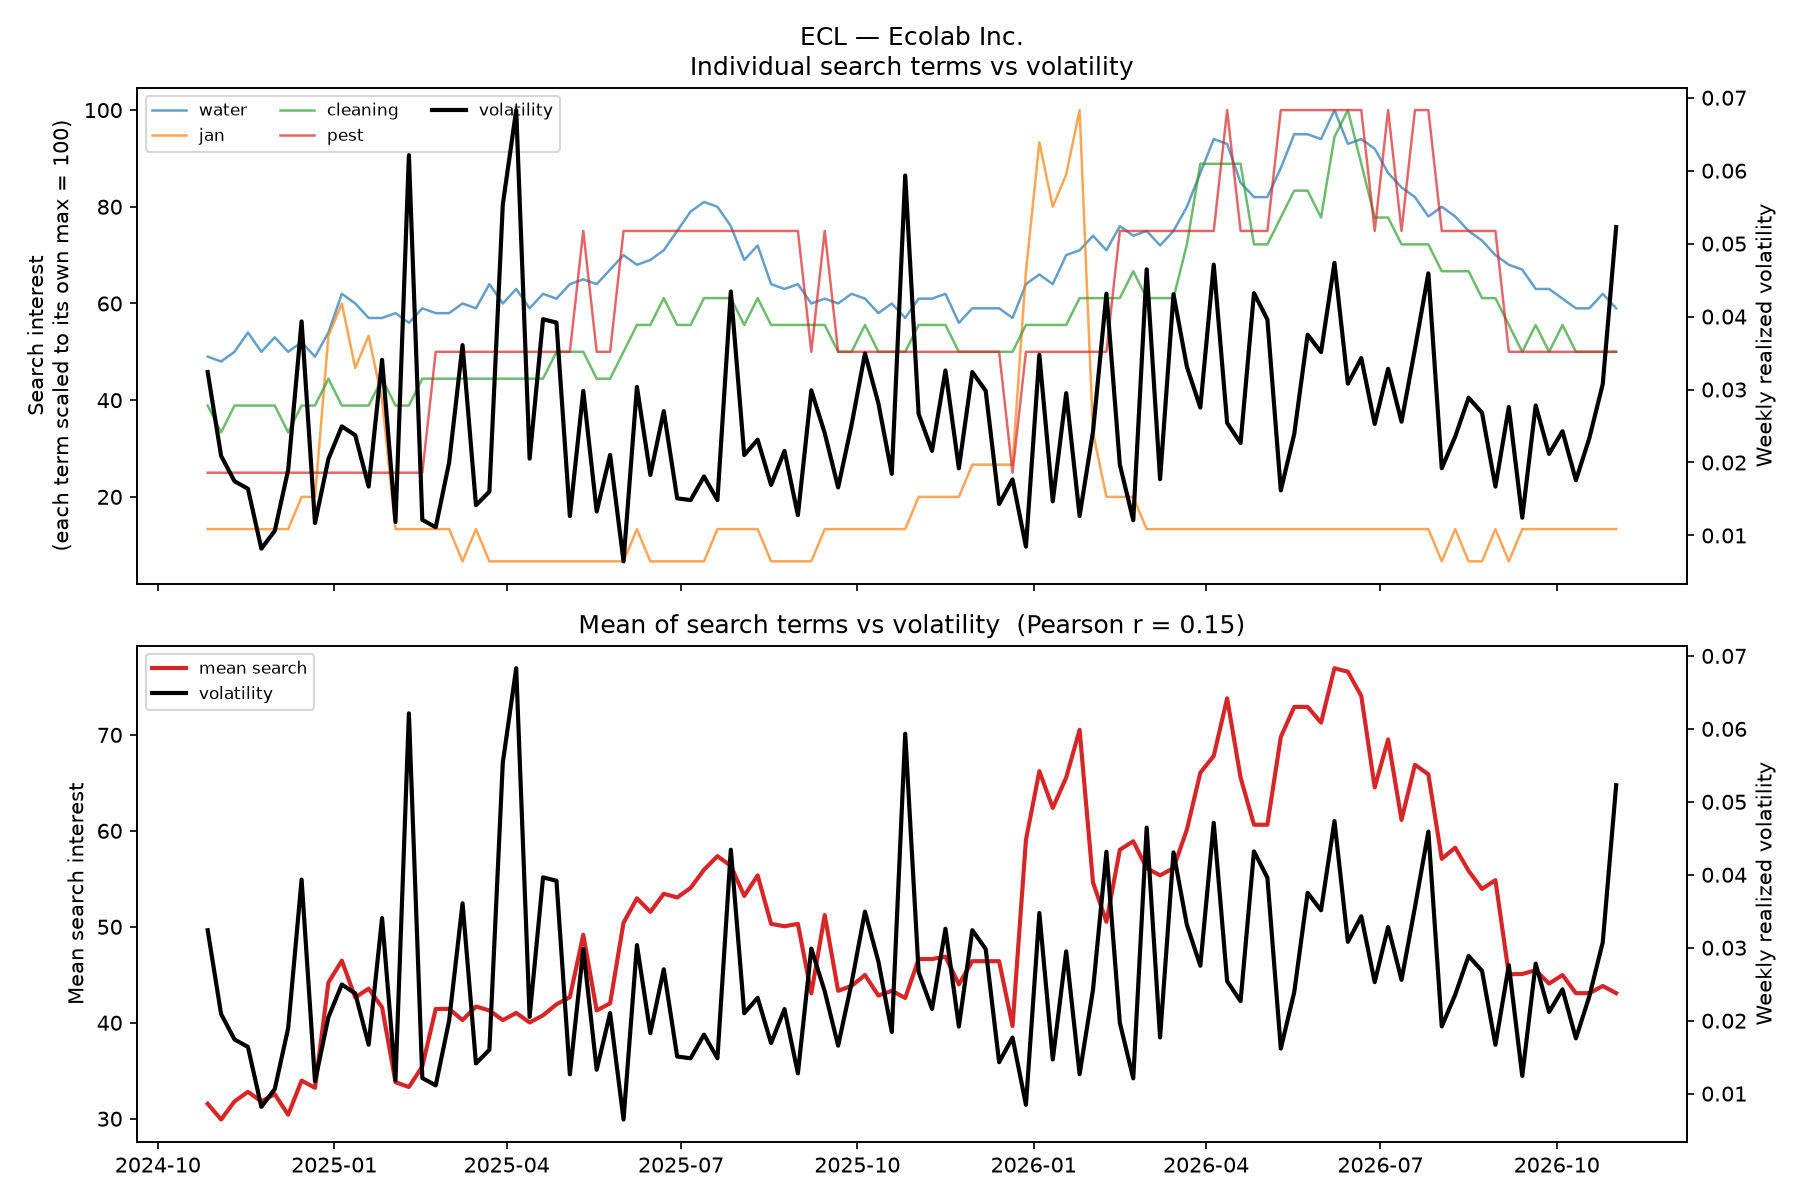 ECL — Ecolab Inc.
Individual search terms vs volatility
water
jan
cleaning
pest
volatility
100
80
60
40
20
Search interest
(each term scaled to its own max = 100)
0.07
0.06
0.05
0.04
0.03
0.02
0.01
Weekly realized volatility
Mean of search terms vs volatility (Pearson r = 0.15)
mean search
volatility
70
60
50
40
30
Mean search interest
0.07
0.06
0.05
0.04
0.03
0.02
0.01
Weekly realized volatility
2024-10
2025-01
2025-04
2025-07
2025-10
2026-01
2026-04
2026-07
2026-10